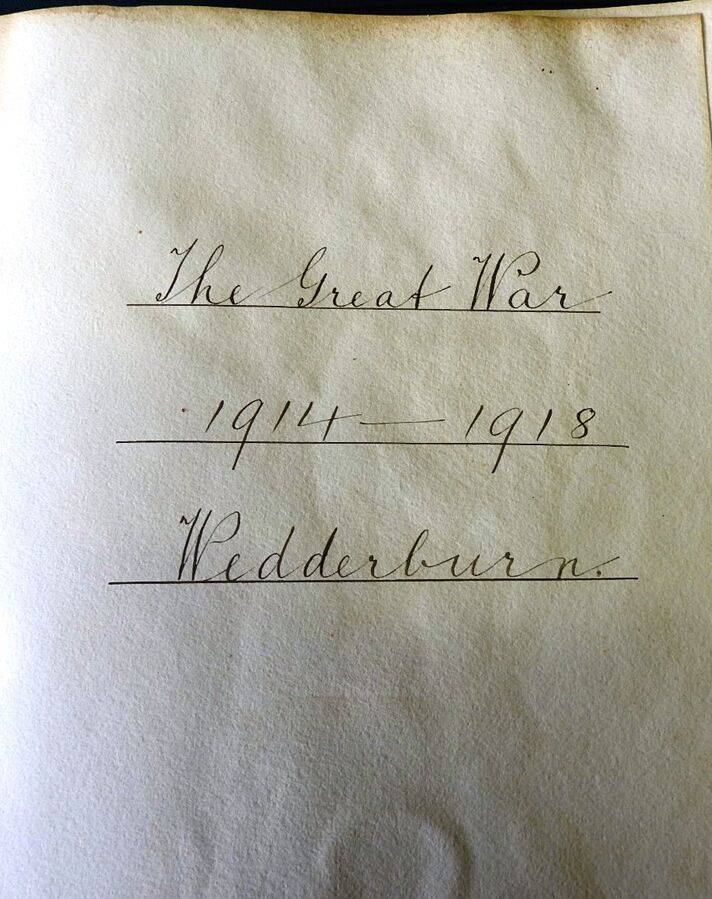 The Great War
1914 — 1918
Wedderburn.